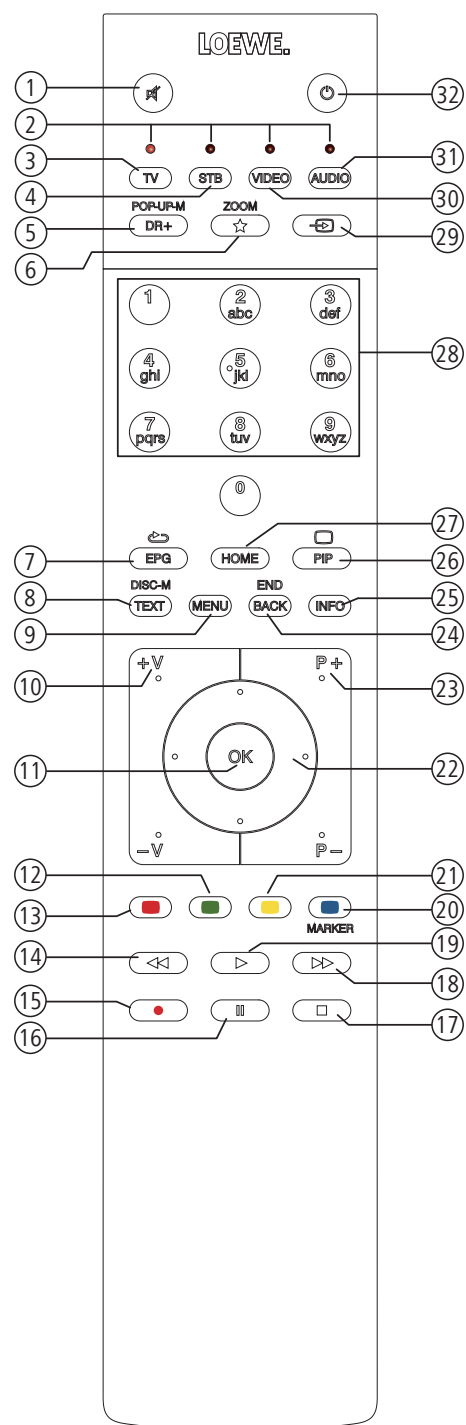 LOEWE.
1
32
2
3
TV
STB
VIDEO
AUDIO
31
4
30
POP-UP-M
ZOOM
5
DR+
29
6
1
2
abc
3
def
4
ghi
5
jkl
6
mno
28
7
pqrs
8
tuv
9
wxyz
0
27
7
EPG
HOME
PIP
26
DISC-M
END
8
TEXT
MENU
BACK
INFO
25
9
24
+V
P+
10
23
11
OK
22
−V
P−
12
21
13
20
MARKER
14
19
18
15
16
17